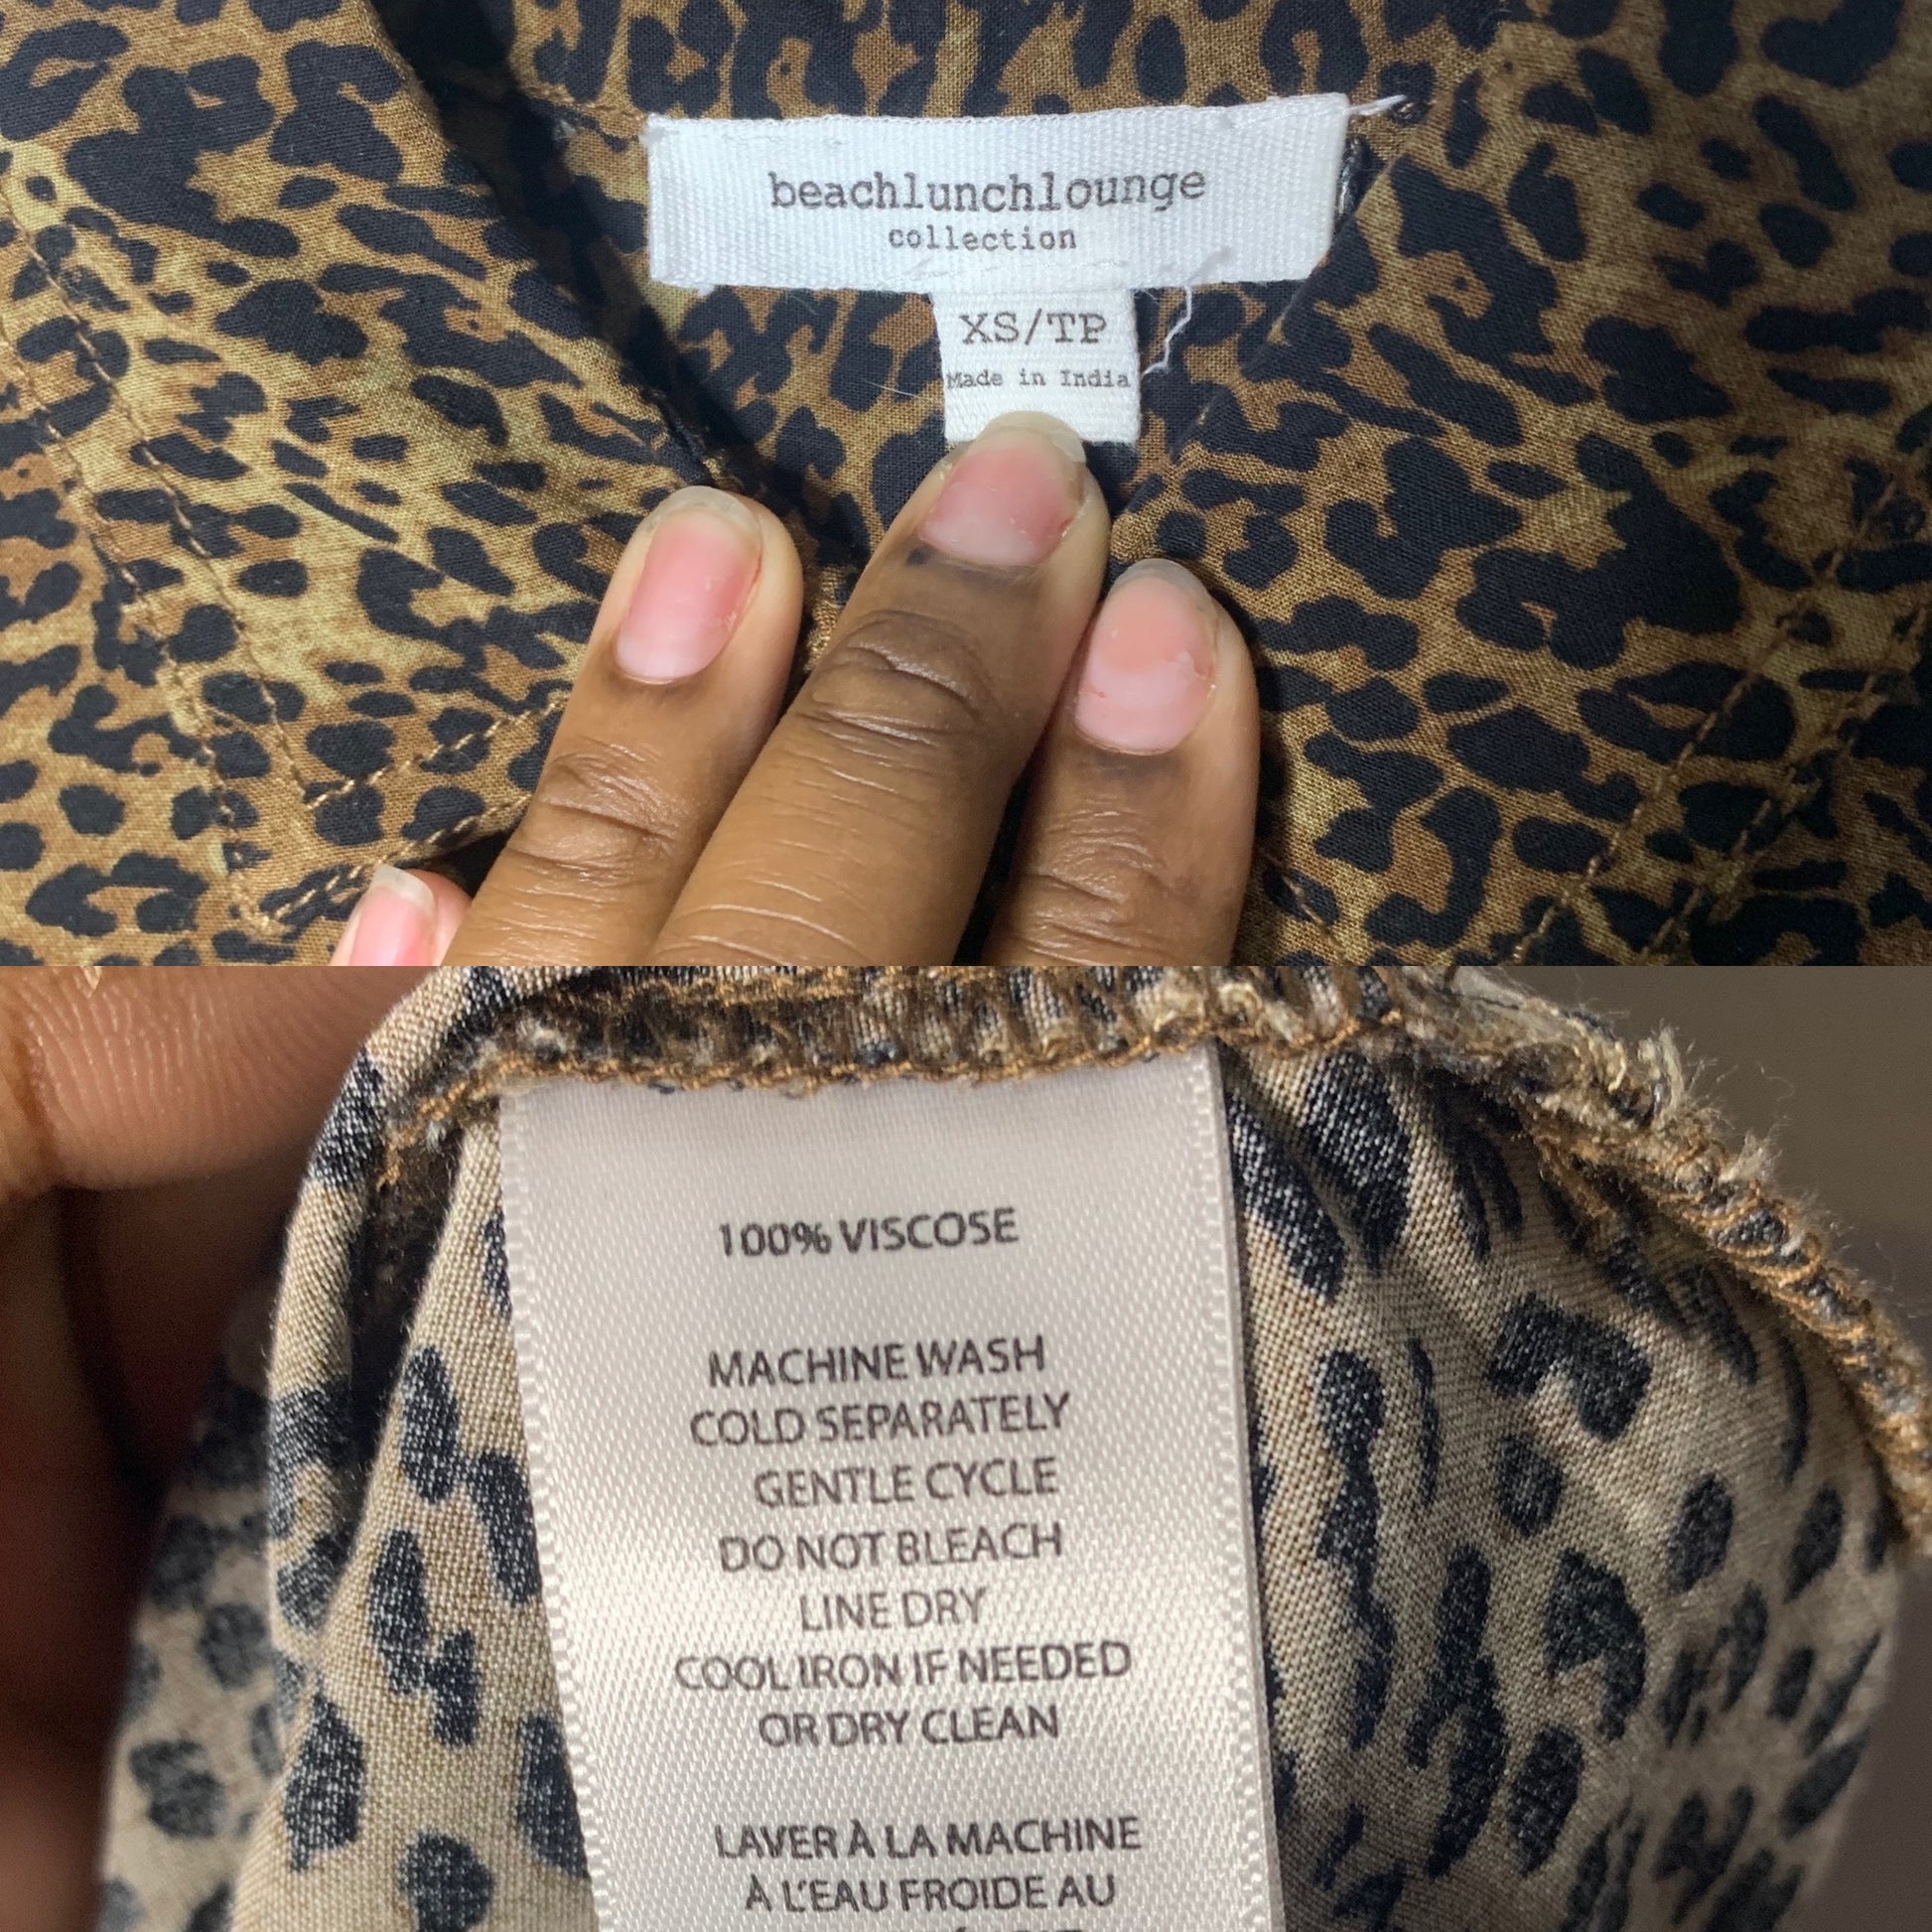 beachlunchlounge
collection
XS/TP
Made in India
100% VISCOSE
MACHINE WASH
COLD SEPARATELY
GENTLE CYCLE
DO NOT BLEACH
LINE DRY
COOL IRON IF NEEDED
OR DRY CLEAN
LAVER À LA MACHINE
À L'EAU FROIDE AU